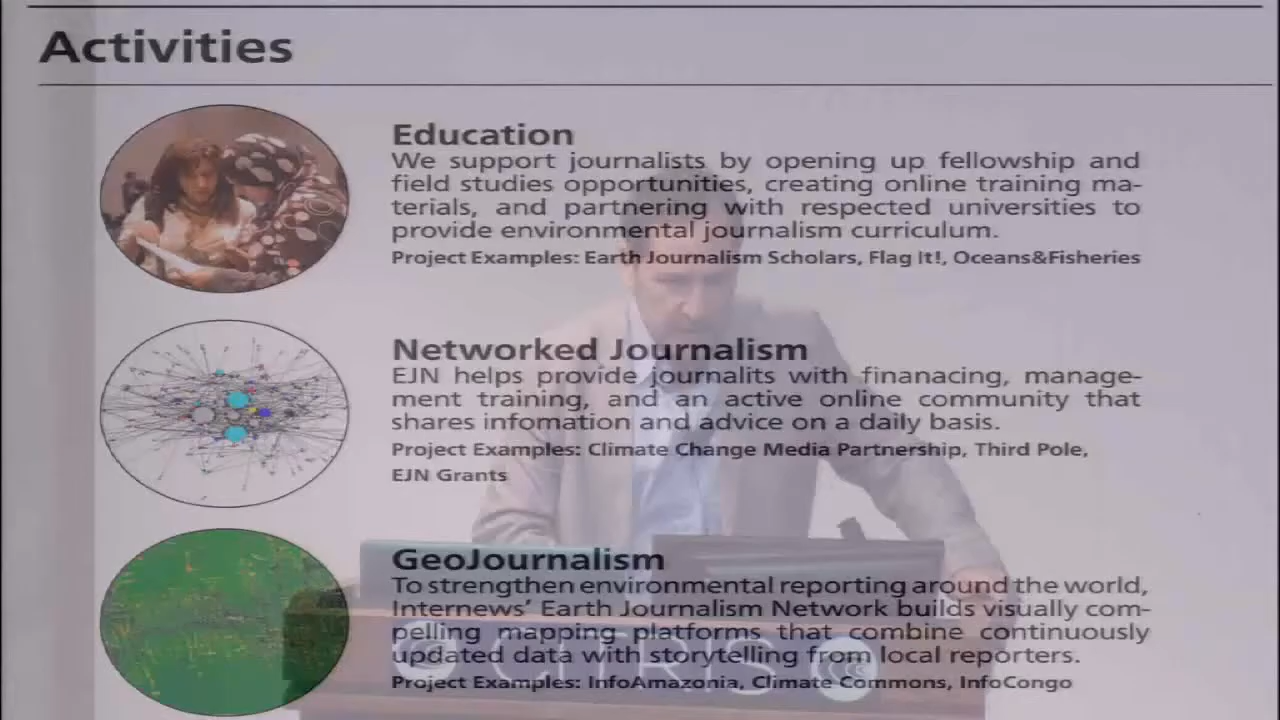 Activities
Education
We support journalists by opening up fellowship and
field studies opportunities, creating online training ma-
terials, and partnering with respected universities to
provide environmental journalism curriculum.
Project Examples: Earth Journalism Scholars, Flag It!, Oceans&Fisheries
Networked Journalism
EJN helps provide journalits with finanacing, manage-
ment training, and an active online community that
shares infomation and advice on a daily basis.
Project Examples: Climate Change Media Partnership, Third Pole,
EJN Grants
GeoJournalism
To strengthen environmental reporting around the world,
Internews' Earth Journalism Network builds visually com-
pelling mapping platforms that combine continuously
updated data with storytelling from local reporters.
Project Examples: InfoAmazonia, Climate Commons, InfoCongo
CITRIS